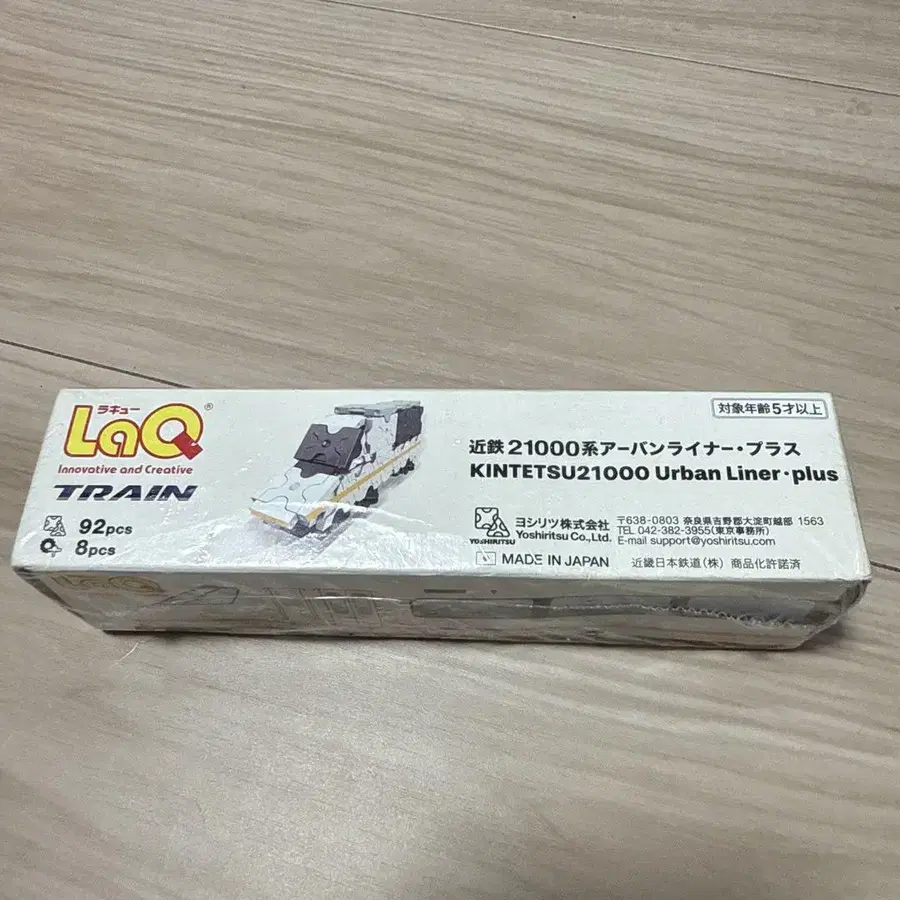 ラキュー
LaQ®
Innovative and Creative
TRAIN
92pcs
8pcs
対象年齢5才以上
近鉄21000系アーバンライナー・プラス
KINTETSU21000 Urban Liner・plus
YOSHIRITSU
ヨシリツ株式会社
Yoshiritsu Co.,Ltd.
〒638-0803 奈良県吉野郡大淀町越部 1563
TEL 042-382-3955(東京事務所)
E-mail support@yoshiritsu.com
MADE IN JAPAN
近畿日本鉄道(株) 商品化許諾済
LaQ